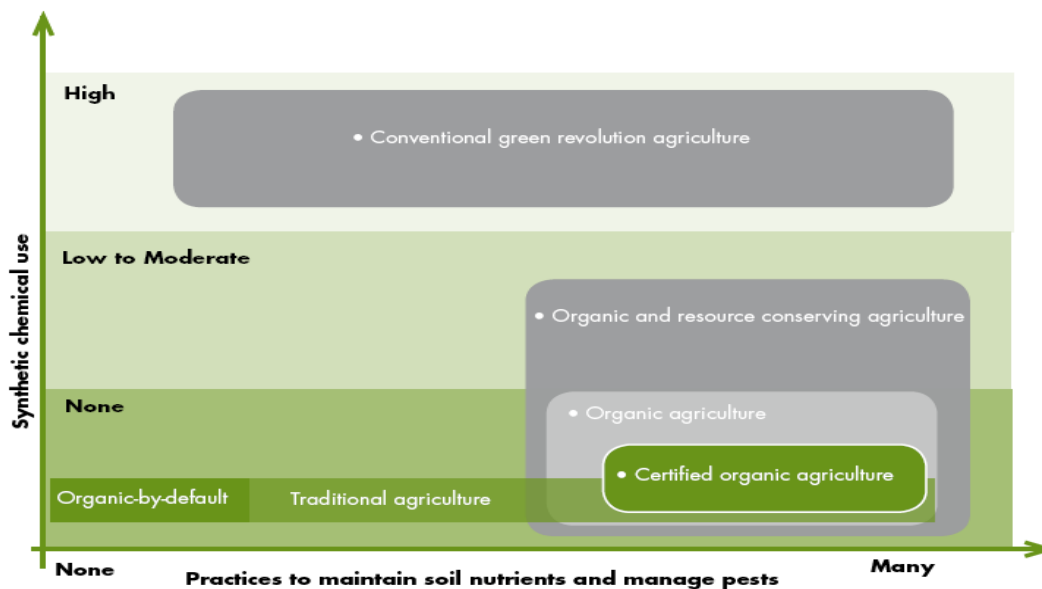 High
• Conventional green revolution agriculture
Low to Moderate
• Organic and resource conserving agriculture
None
• Organic agriculture
• Certified organic agriculture
Organic-by-default
Traditional agriculture
Synthetic chemical use
None
Many
Practices to maintain soil nutrients and manage pests